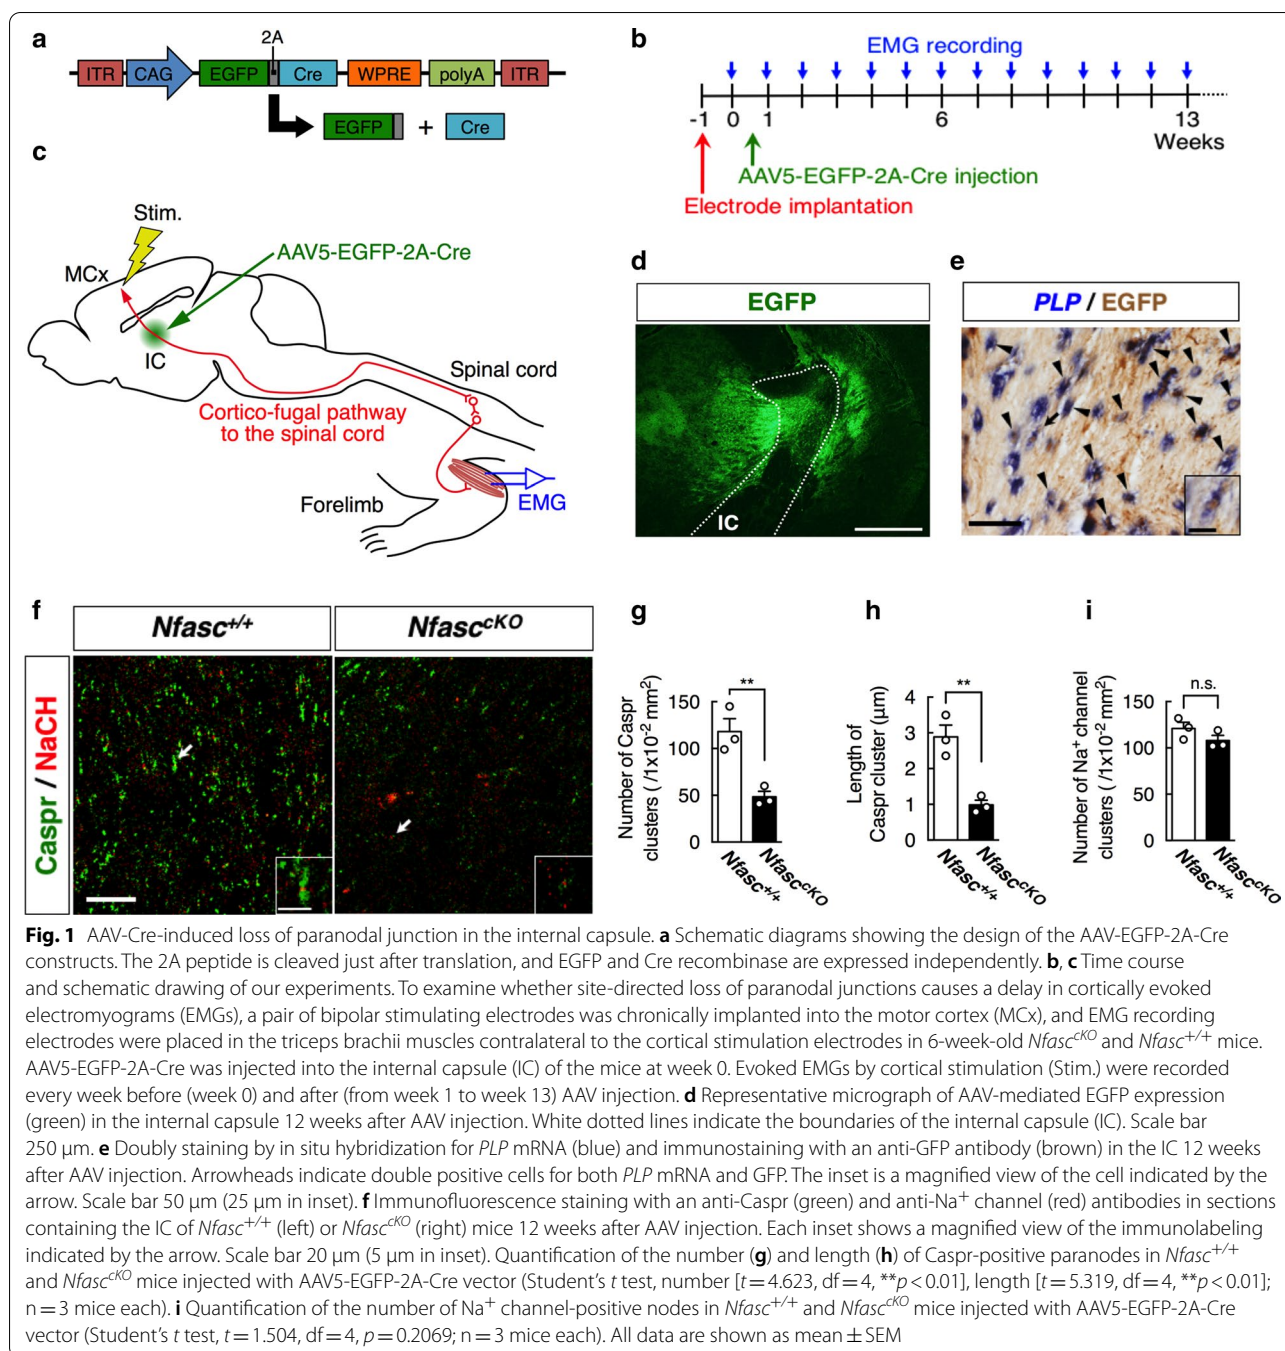 a
2A
ITR CAG EGFP Cre WPRE polyA ITR
EGFP + Cre
b
EMG recording
-1 0 1 6 13
Weeks
AAV5-EGFP-2A-Cre injection
Electrode implantation
c
Stim.
AAV5-EGFP-2A-Cre
MCx
IC
Spinal cord
Cortico-fugal pathway
to the spinal cord
Forelimb
EMG
d
EGFP
IC
e
PLP / EGFP
f
Nfasc+/+ NfasccKO
Caspr / NaCH
g
Number of Caspr
clusters ( /1x10-2 mm2)
150
100
50
0
**
Nfasc+/+
NfasccKO
h
Length of
Caspr cluster (µm)
4
3
2
1
0
**
Nfasc+/+
NfasccKO
i
Number of Na+ channel
clusters ( /1x10-2 mm2)
150
100
50
0
n.s.
Nfasc+/+
NfasccKO
Fig. 1 AAV-Cre-induced loss of paranodal junction in the internal capsule. a Schematic diagrams showing the design of the AAV-EGFP-2A-Cre
constructs. The 2A peptide is cleaved just after translation, and EGFP and Cre recombinase are expressed independently. b, c Time course
and schematic drawing of our experiments. To examine whether site-directed loss of paranodal junctions causes a delay in cortically evoked
electromyograms (EMGs), a pair of bipolar stimulating electrodes was chronically implanted into the motor cortex (MCx), and EMG recording
electrodes were placed in the triceps brachii muscles contralateral to the cortical stimulation electrodes in 6-week-old NfasccKO and Nfasc+/+ mice.
AAV5-EGFP-2A-Cre was injected into the internal capsule (IC) of the mice at week 0. Evoked EMGs by cortical stimulation (Stim.) were recorded
every week before (week 0) and after (from week 1 to week 13) AAV injection. d Representative micrograph of AAV-mediated EGFP expression
(green) in the internal capsule 12 weeks after AAV injection. White dotted lines indicate the boundaries of the internal capsule (IC). Scale bar
250 µm. e Doubly staining by in situ hybridization for PLP mRNA (blue) and immunostaining with an anti-GFP antibody (brown) in the IC 12 weeks
after AAV injection. Arrowheads indicate double positive cells for both PLP mRNA and GFP. The inset is a magnified view of the cell indicated by the
arrow. Scale bar 50 µm (25 µm in inset). f Immunofluorescence staining with an anti-Caspr (green) and anti-Na+ channel (red) antibodies in sections
containing the IC of Nfasc+/+ (left) or NfasccKO (right) mice 12 weeks after AAV injection. Each inset shows a magnified view of the immunolabeling
indicated by the arrow. Scale bar 20 µm (5 µm in inset). Quantification of the number (g) and length (h) of Caspr-positive paranodes in Nfasc+/+
and NfasccKO mice injected with AAV5-EGFP-2A-Cre vector (Student's t test, number [t = 4.623, df = 4, **p < 0.01], length [t = 5.319, df = 4, **p < 0.01];
n = 3 mice each). i Quantification of the number of Na+ channel-positive nodes in Nfasc+/+ and NfasccKO mice injected with AAV5-EGFP-2A-Cre
vector (Student's t test, t = 1.504, df = 4, p = 0.2069; n = 3 mice each). All data are shown as mean ± SEM